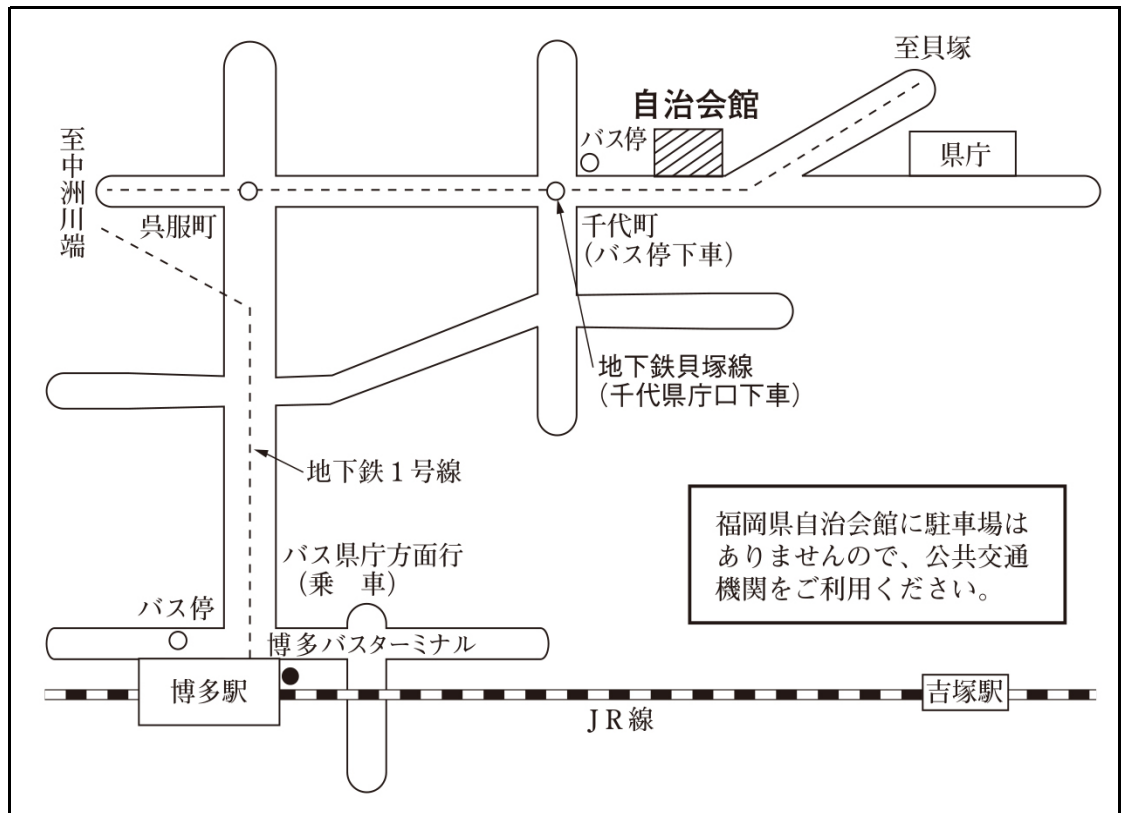 至貝塚
自治会館
バス停
県庁
至中洲川端
呉服町
千代町
(バス停下車)
地下鉄貝塚線
(千代県庁口下車)
地下鉄1号線
福岡県自治会館に駐車場は
ありませんので、公共交通
機関をご利用ください。
バス県庁方面行
(乗 車)
バス停
博多バスターミナル
博多駅
吉塚駅
JR線